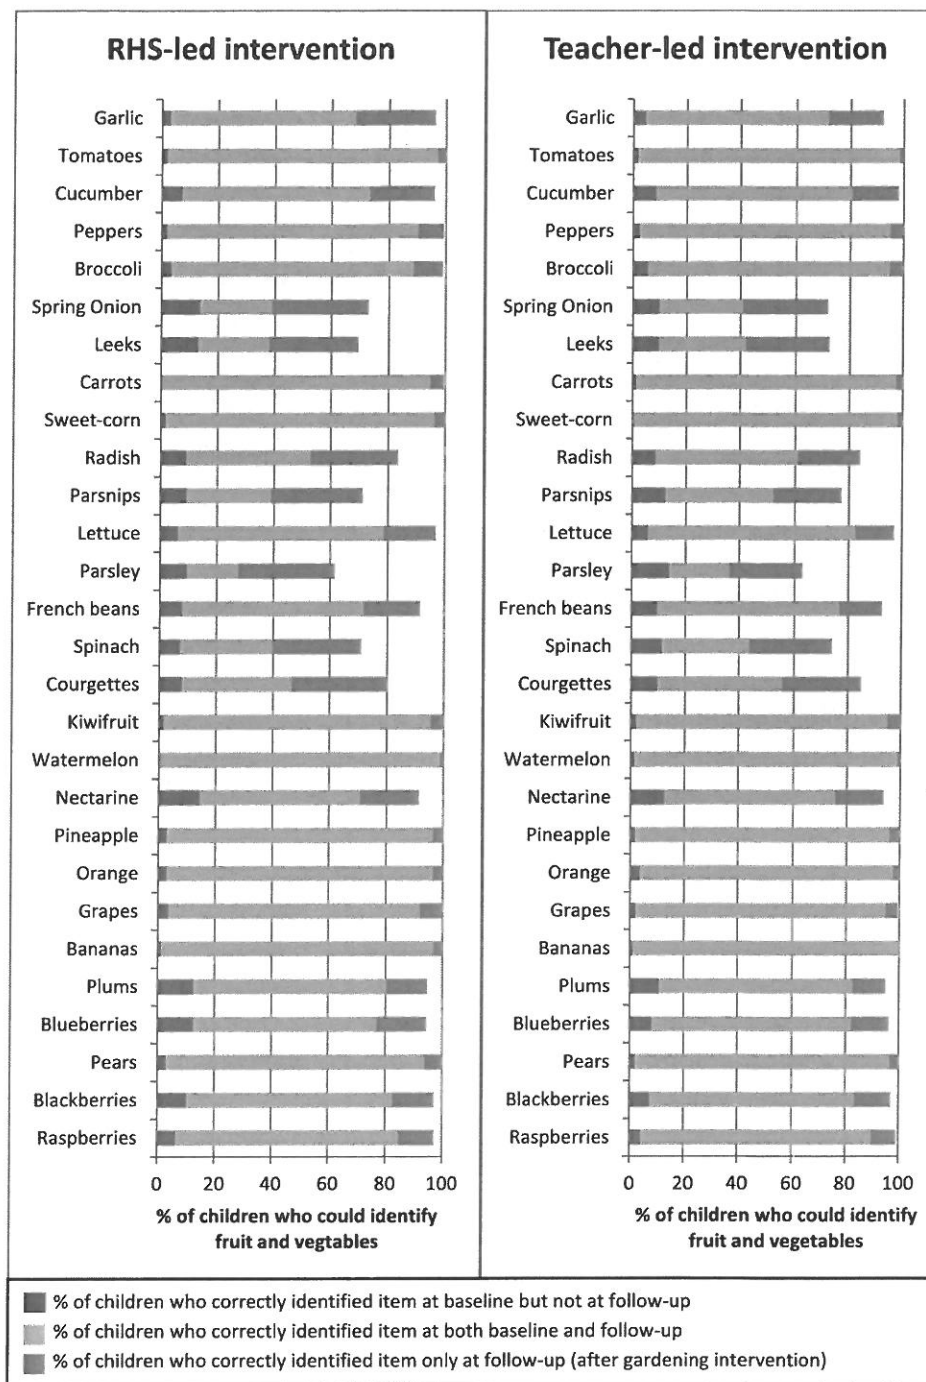 RHS-led intervention
Garlic
Tomatoes
Cucumber
Peppers
Broccoli
Spring Onion
Leeks
Carrots
Sweet-corn
Radish
Parsnips
Lettuce
Parsley
French beans
Spinach
Courgettes
Kiwifruit
Watermelon
Nectarine
Pineapple
Orange
Grapes
Bananas
Plums
Blueberries
Pears
Blackberries
Raspberries
0 20 40 60 80 100
% of children who could identify
fruit and vegtables
Teacher-led intervention
Garlic
Tomatoes
Cucumber
Peppers
Broccoli
Spring Onion
Leeks
Carrots
Sweet-corn
Radish
Parsnips
Lettuce
Parsley
French beans
Spinach
Courgettes
Kiwifruit
Watermelon
Nectarine
Pineapple
Orange
Grapes
Bananas
Plums
Blueberries
Pears
Blackberries
Raspberries
0 20 40 60 80 100
% of children who could identify
fruit and vegetables
% of children who correctly identified item at baseline but not at follow-up
% of children who correctly identified item at both baseline and follow-up
% of children who correctly identified item only at follow-up (after gardening intervention)